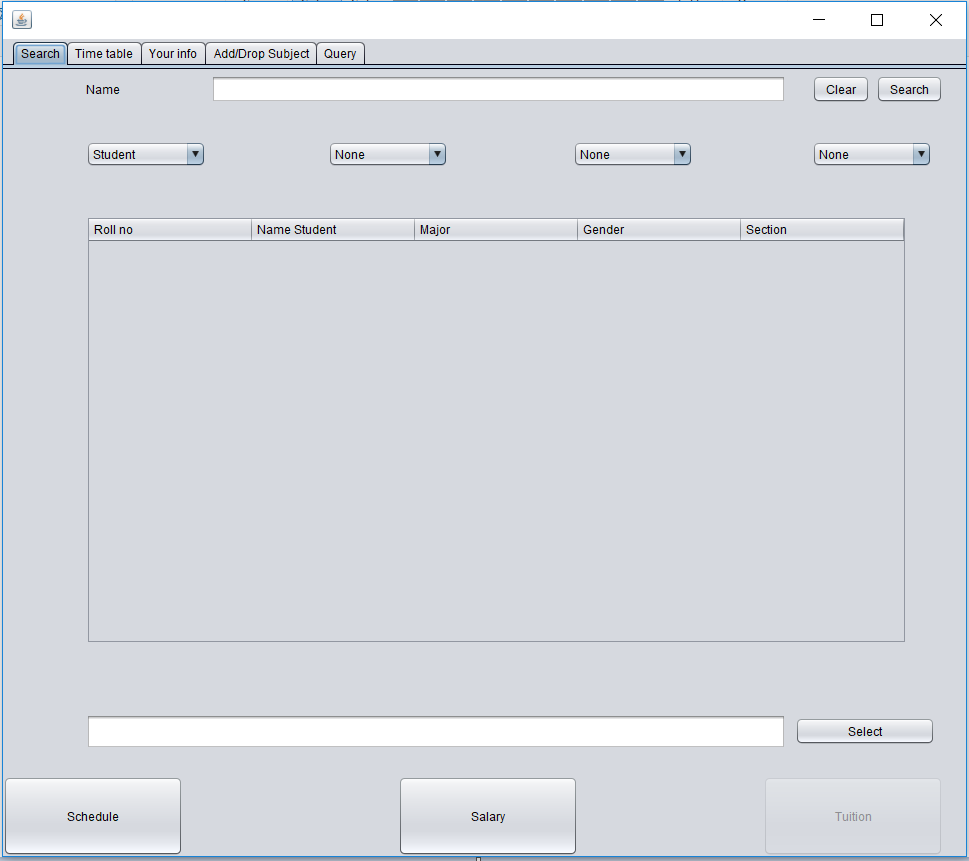 Search Time table Your info Add/Drop Subject Query
Name Clear Search
Student None None None
Roll no Name Student Major Gender Section
Select
Schedule Salary Tuition